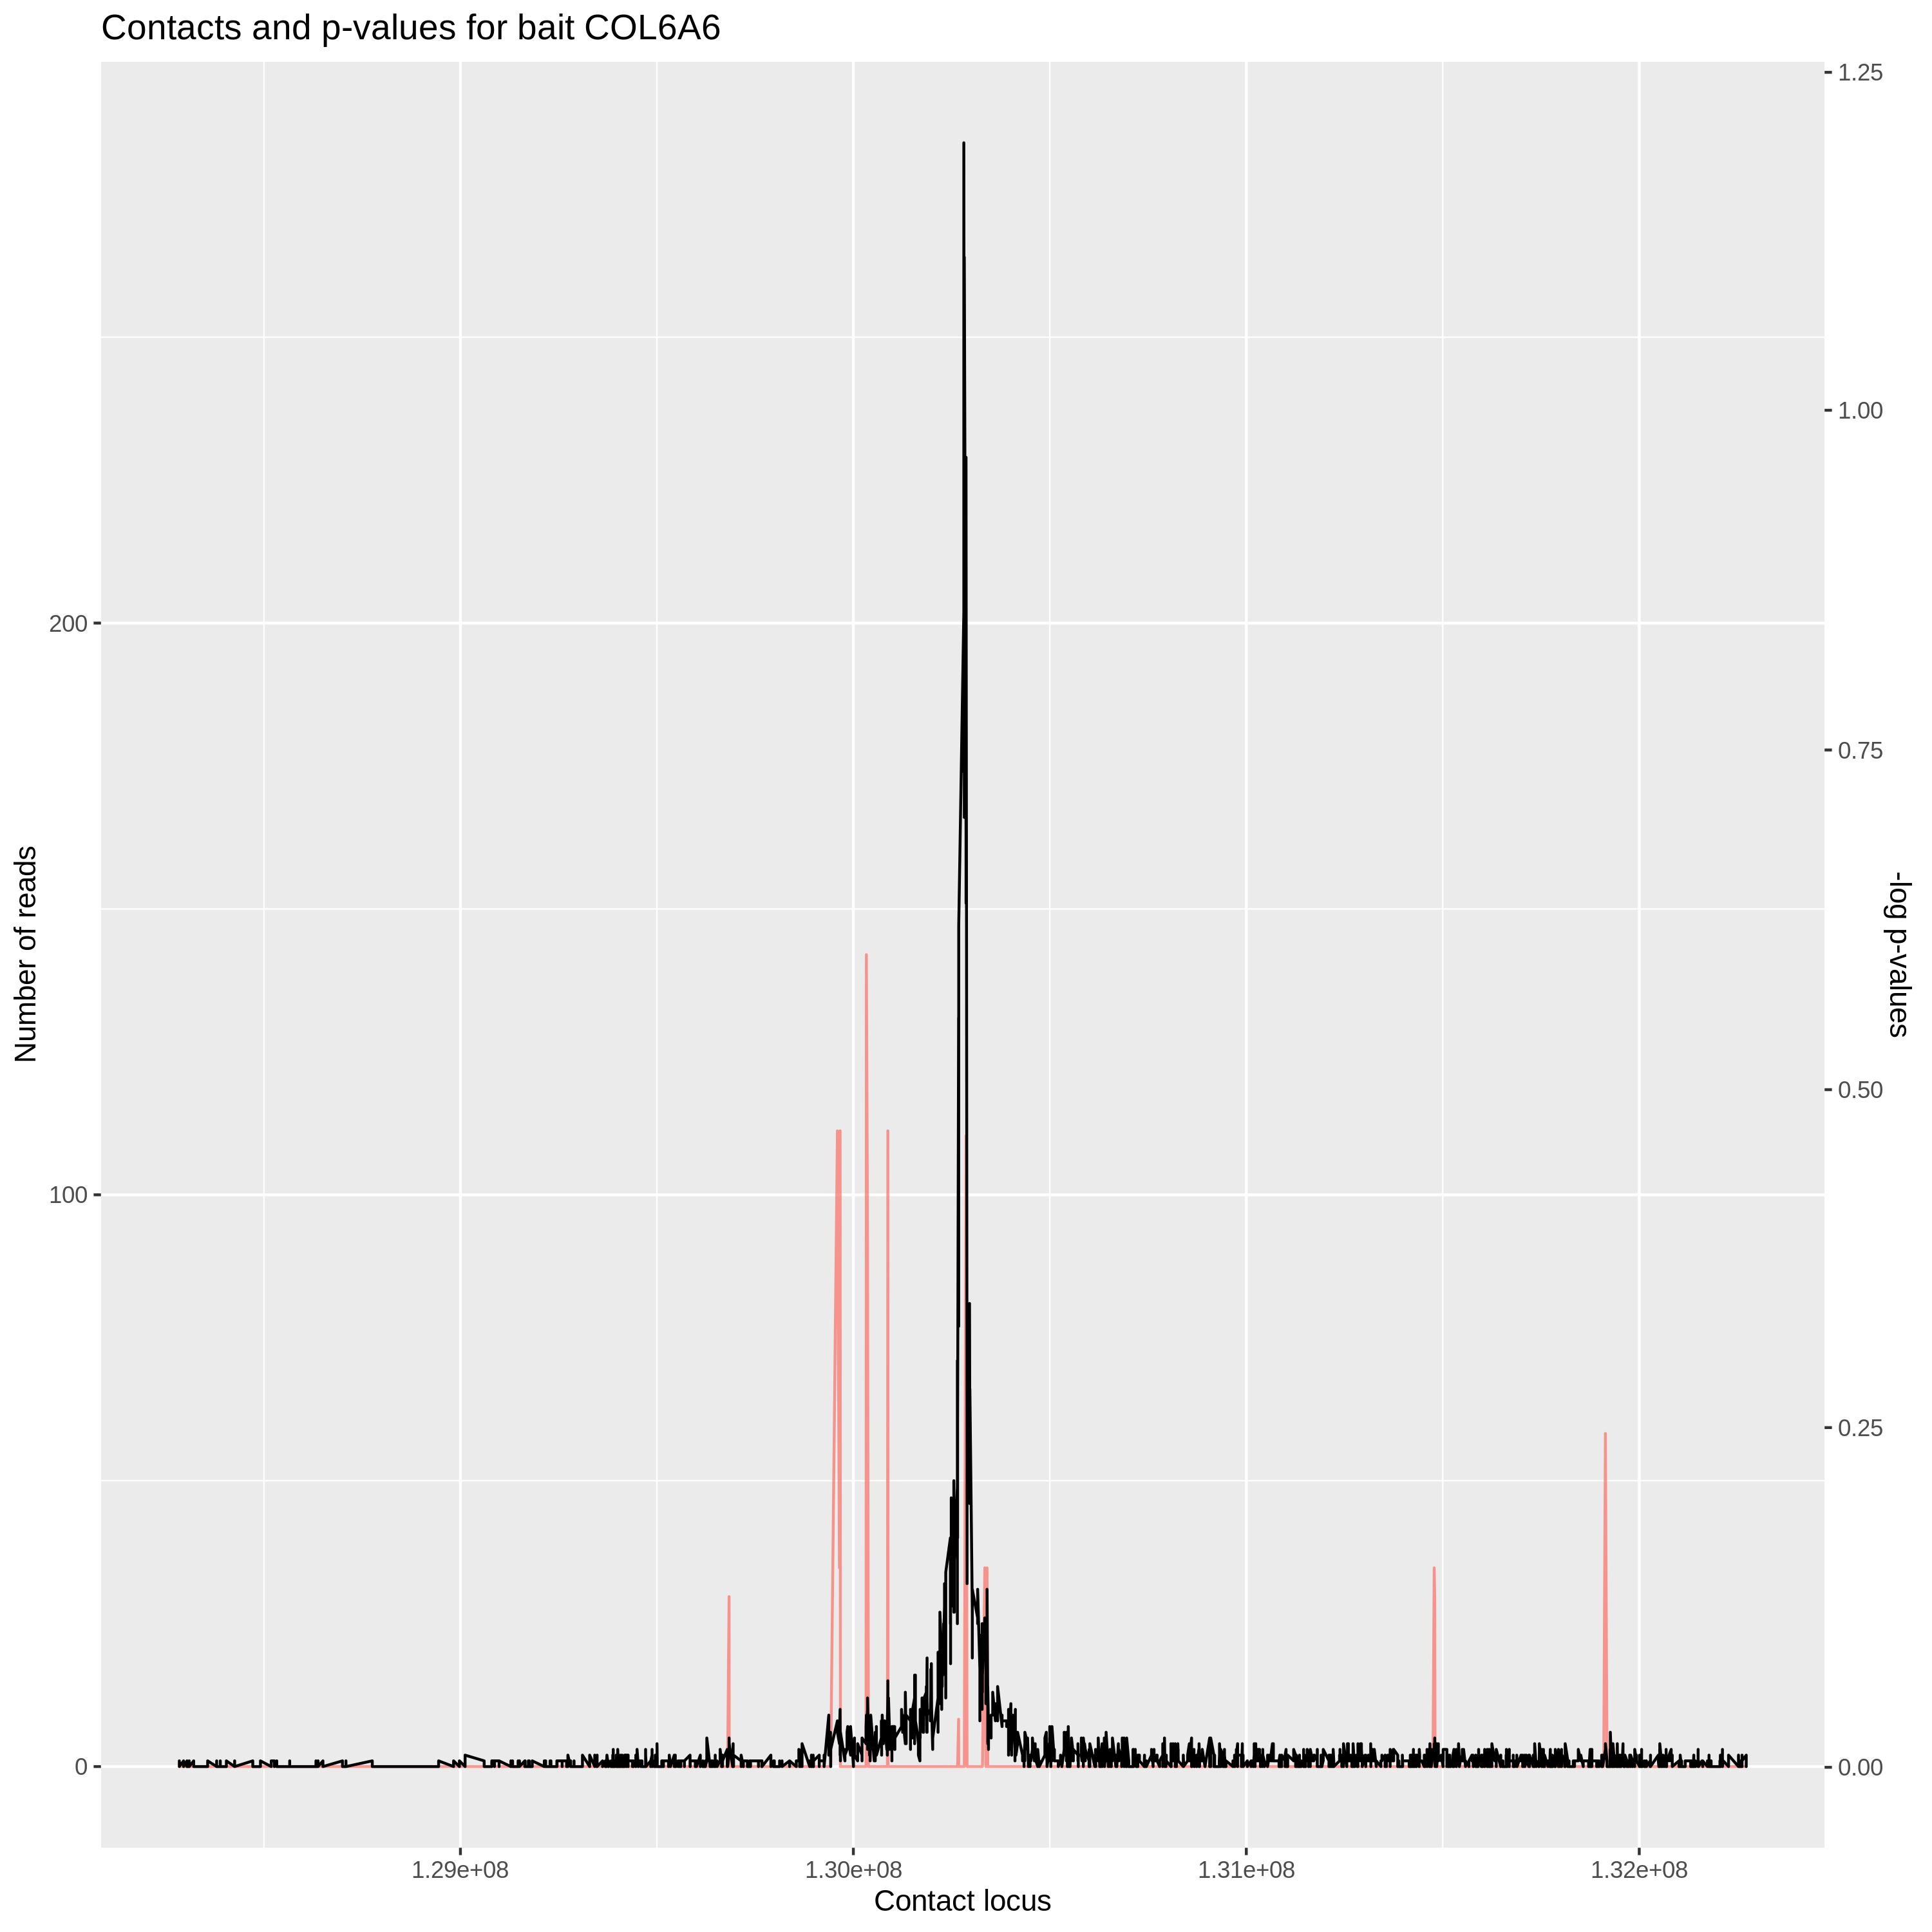 Contacts and p-values for bait COL6A6
Number of reads
200
100
0
1.25
1.00
0.75
0.50
0.25
0.00
-log p-values
1.29e+08
1.30e+08
1.31e+08
1.32e+08
Contact locus